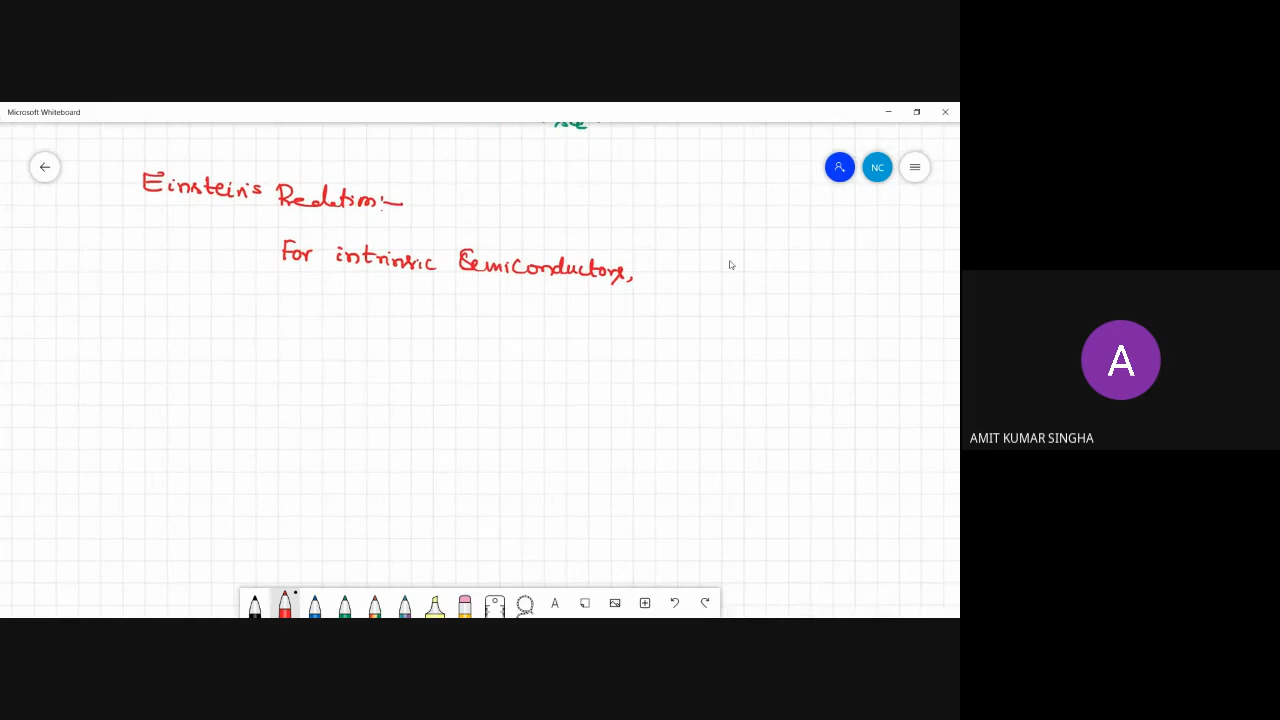 Microsoft Whiteboard
NC
Einstein's Relation:-
For intrinsic Semiconductors,
A
AMIT KUMAR SINGHA
A